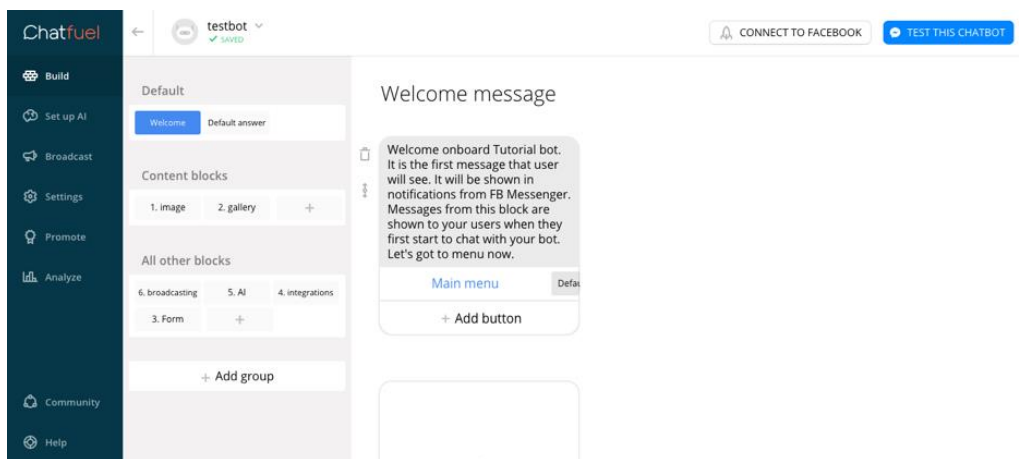 Chatfuel
testbot
SAVED
CONNECT TO FACEBOOK
TEST THIS CHATBOT
Build
Set up AI
Broadcast
Settings
Promote
Analyze
Community
Help
Default
Welcome
Default answer
Content blocks
1. image
2. gallery
+
All other blocks
6. broadcasting
5. AI
4. integrations
3. Form
+
+ Add group
Welcome message
Welcome onboard Tutorial bot.
It is the first message that user
will see. It will be shown in
notifications from FB Messenger.
Messages from this block are
shown to your users when they
first start to chat with your bot.
Let's got to menu now.
Main menu
Defau
+ Add button